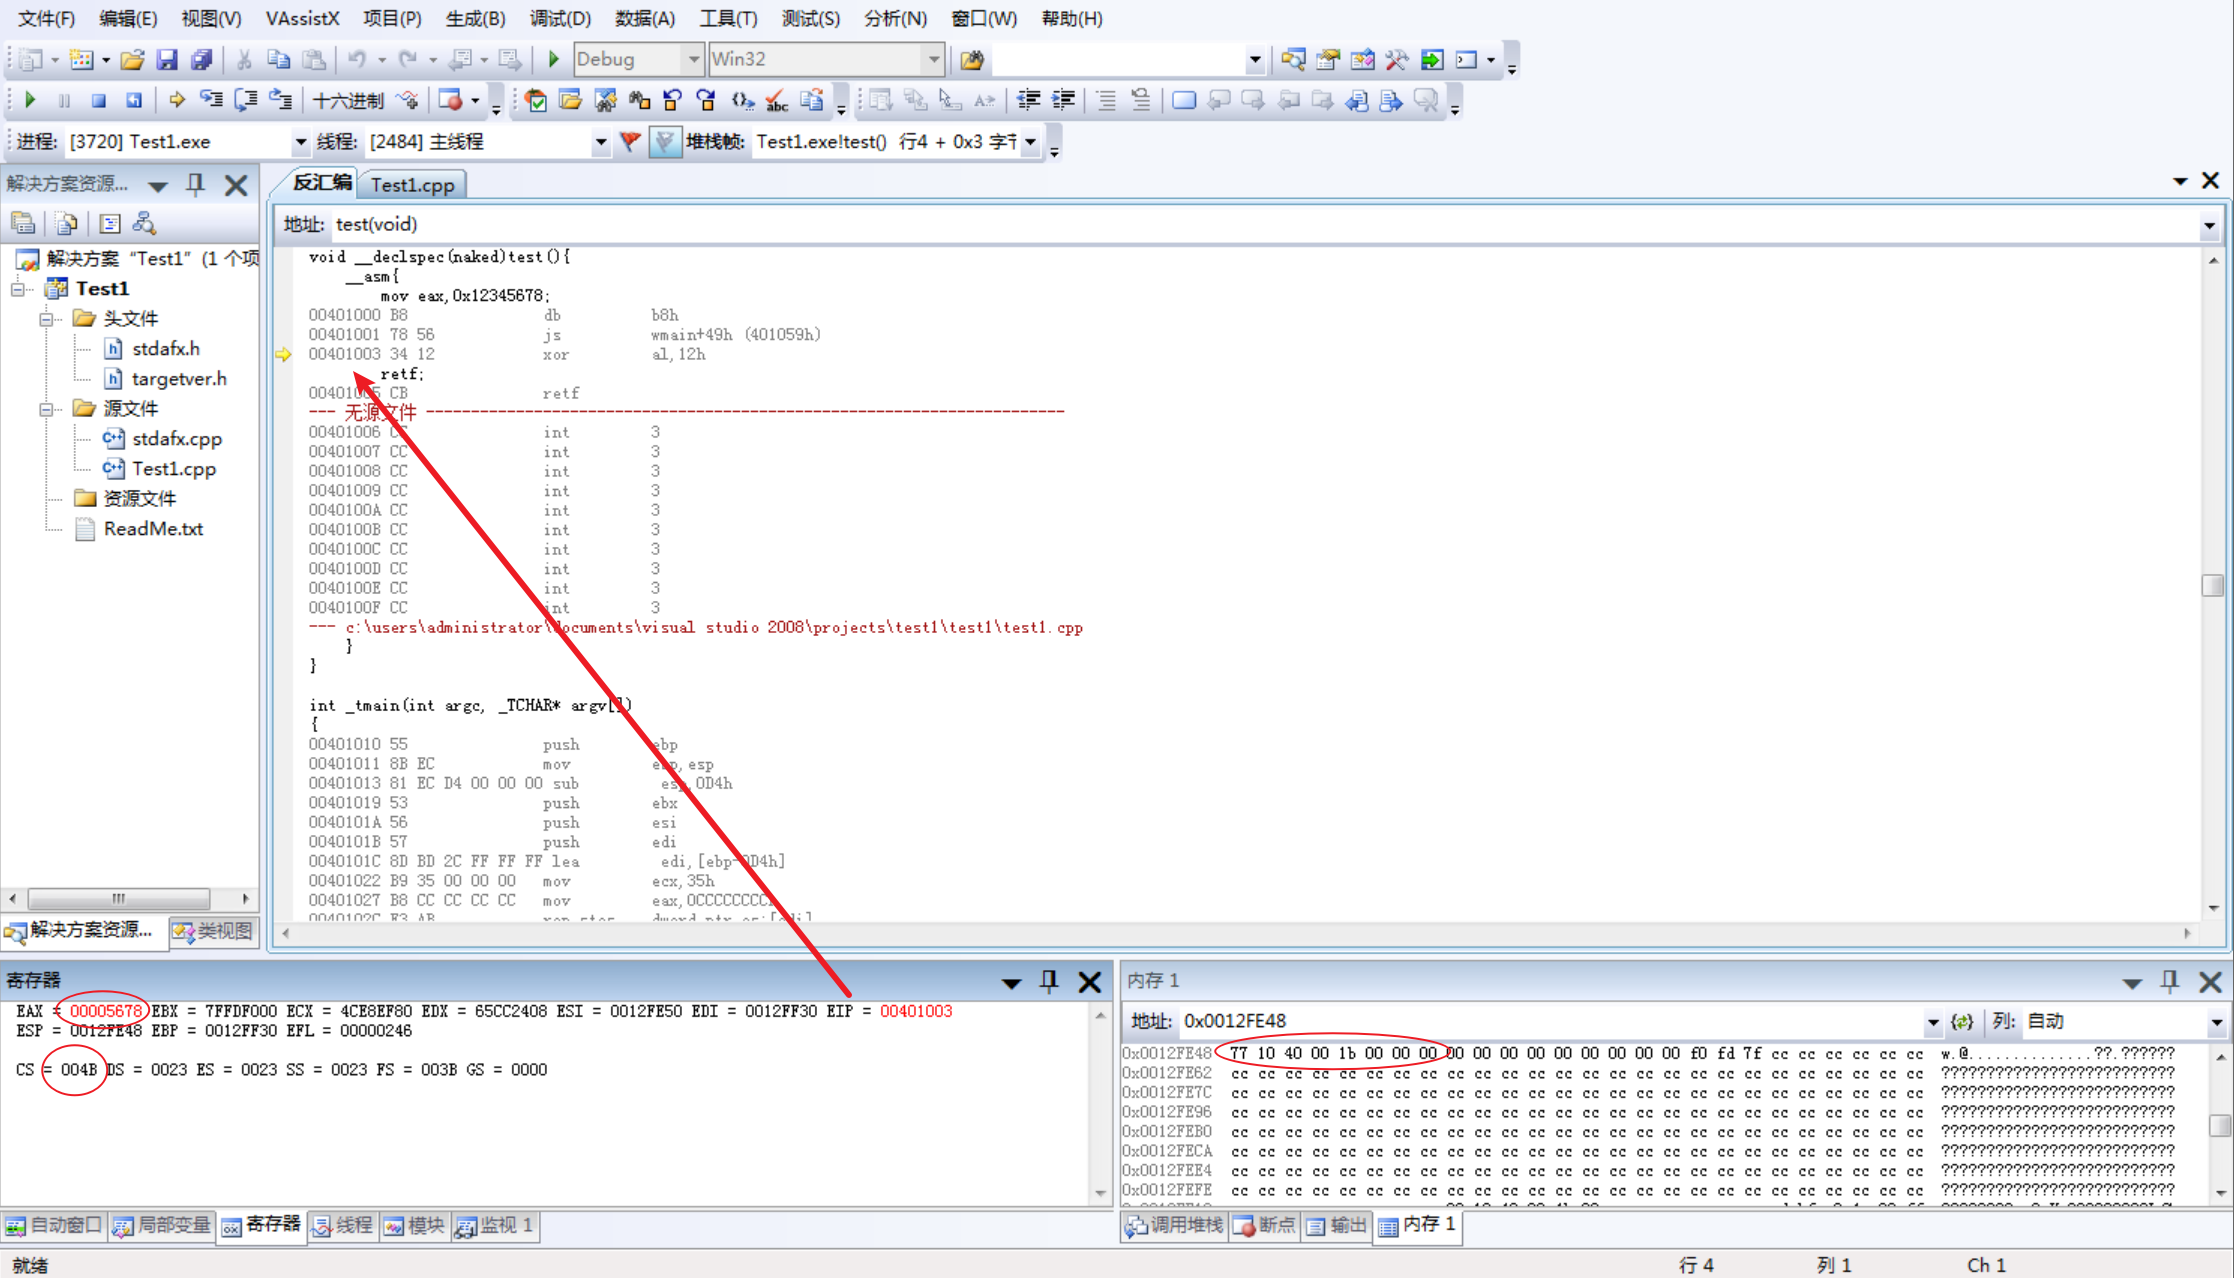 文件(F) 编辑(E) 视图(V) VAssistX 项目(P) 生成(B) 调试(D) 数据(A) 工具(T) 测试(S) 分析(N) 窗口(W) 帮助(H)
Debug Win32
十六进制
进程: [3720] Test1.exe 线程: [2484] 主线程 堆栈帧: Test1.exe!test() 行4 + 0x3 字节
解决方案资源...
反汇编 Test1.cpp
地址: test(void)
解决方案 "Test1" (1 个项
Test1
头文件
stdafx.h
targetver.h
源文件
stdafx.cpp
Test1.cpp
资源文件
ReadMe.txt
解决方案资源... 类视图
void __declspec(naked)test(){
__asm{
mov eax,0x12345678;
00401000 B8 db b8h
00401001 78 56 js wmain+49h (401059h)
00401003 34 12 xor al,12h
retf;
00401005 CB retf
--- 无源文件 -----------------------------------------------------------------------
00401006 CC int 3
00401007 CC int 3
00401008 CC int 3
00401009 CC int 3
0040100A CC int 3
0040100B CC int 3
0040100C CC int 3
0040100D CC int 3
0040100E CC int 3
0040100F CC int 3
--- c:\users\administrator\documents\visual studio 2008\projects\test1\test1\test1.cpp
}
}
int _tmain(int argc, _TCHAR* argv[])
{
00401010 55 push ebp
00401011 8B EC mov ebp,esp
00401013 81 EC D4 00 00 00 sub esp,0D4h
00401019 53 push ebx
0040101A 56 push esi
0040101B 57 push edi
0040101C 8D BD 2C FF FF FF lea edi,[ebp-0D4h]
00401022 B9 35 00 00 00 mov ecx,35h
00401027 B8 CC CC CC CC mov eax,0CCCCCCCCh
0040102C F3 AB rep stos dword ptr es:[edi]
寄存器
EAX = 00005678 EBX = 7FFDF000 ECX = 4CE8EF80 EDX = 65CC2408 ESI = 0012FE50 EDI = 0012FF30 EIP = 00401003
ESP = 0012FE48 EBP = 0012FF30 EFL = 00000246
CS = 004B DS = 0023 ES = 0023 SS = 0023 FS = 003B GS = 0000
自动窗口 局部变量 寄存器 线程 模块 监视 1
内存 1
地址: 0x0012FE48 列: 自动
0x0012FE48 77 10 40 00 1b 00 00 00 00 00 00 00 00 00 00 00 00 f0 fd 7f cc cc cc cc cc cc w.@..............??.??????
0x0012FE62 cc cc cc cc cc cc cc cc cc cc cc cc cc cc cc cc cc cc cc cc cc cc cc cc cc cc ??????????????????????????
0x0012FE7C cc cc cc cc cc cc cc cc cc cc cc cc cc cc cc cc cc cc cc cc cc cc cc cc cc cc ??????????????????????????
0x0012FE96 cc cc cc cc cc cc cc cc cc cc cc cc cc cc cc cc cc cc cc cc cc cc cc cc cc cc ??????????????????????????
0x0012FEB0 cc cc cc cc cc cc cc cc cc cc cc cc cc cc cc cc cc cc cc cc cc cc cc cc cc cc ??????????????????????????
0x0012FECA cc cc cc cc cc cc cc cc cc cc cc cc cc cc cc cc cc cc cc cc cc cc cc cc cc cc ??????????????????????????
0x0012FEE4 cc cc cc cc cc cc cc cc cc cc cc cc cc cc cc cc cc cc cc cc cc cc cc cc cc cc ??????????????????????????
0x0012FEFE cc cc cc cc cc cc cc cc cc cc cc cc cc cc cc cc cc cc cc cc cc cc cc cc cc cc ??????????????????????????
调用堆栈 断点 输出 内存 1
就绪 行 4 列 1 Ch 1